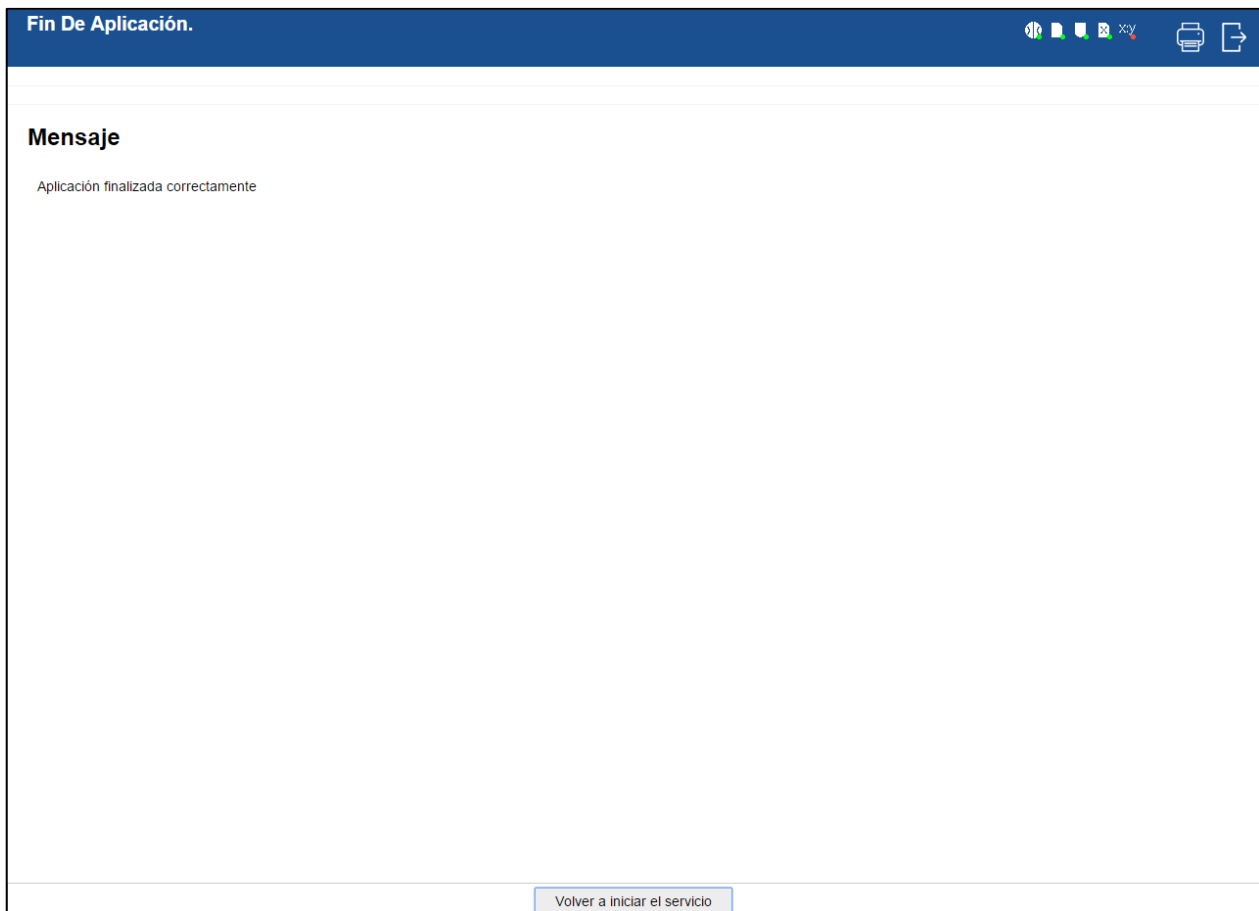 Fin De Aplicación.
x:y
Mensaje
Aplicación finalizada correctamente
Volver a iniciar el servicio